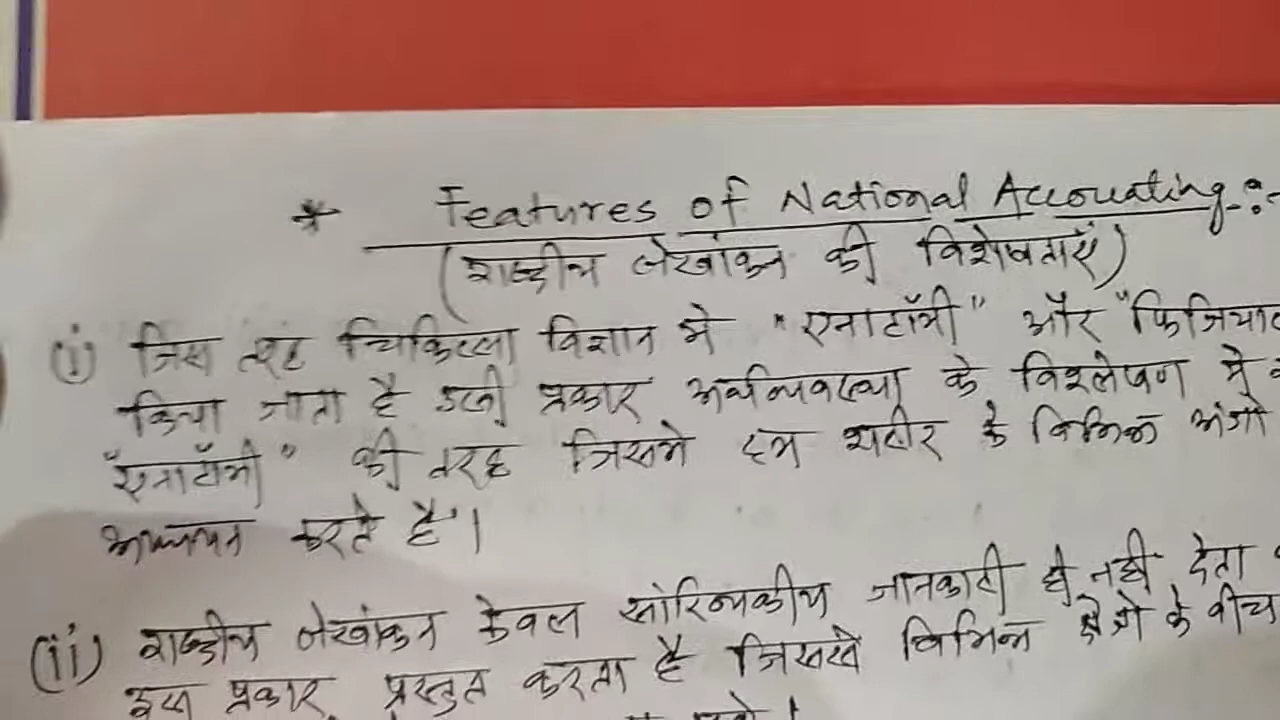 * Features of National Accouating :-
(राष्ट्रीय लेखांकन की विशेषताएं)
(i) जिस तरह चिकित्सा विज्ञान मे "एनाटॉमी" और "फिजिया
किया जाता है उसी प्रकार अर्थव्यवस्था के विश्लेषण मे
"एनाटॉमी" की तरह जिसमे हम शरीर के विभिन्न अंगो
अध्ययन करते है।
(ii) राष्ट्रीय लेखांकन केवल सांख्यिकीय जानकारी ही नही देता
इस प्रकार प्रस्तुत करता है जिससे विभिन्न क्षेत्रो के बीच